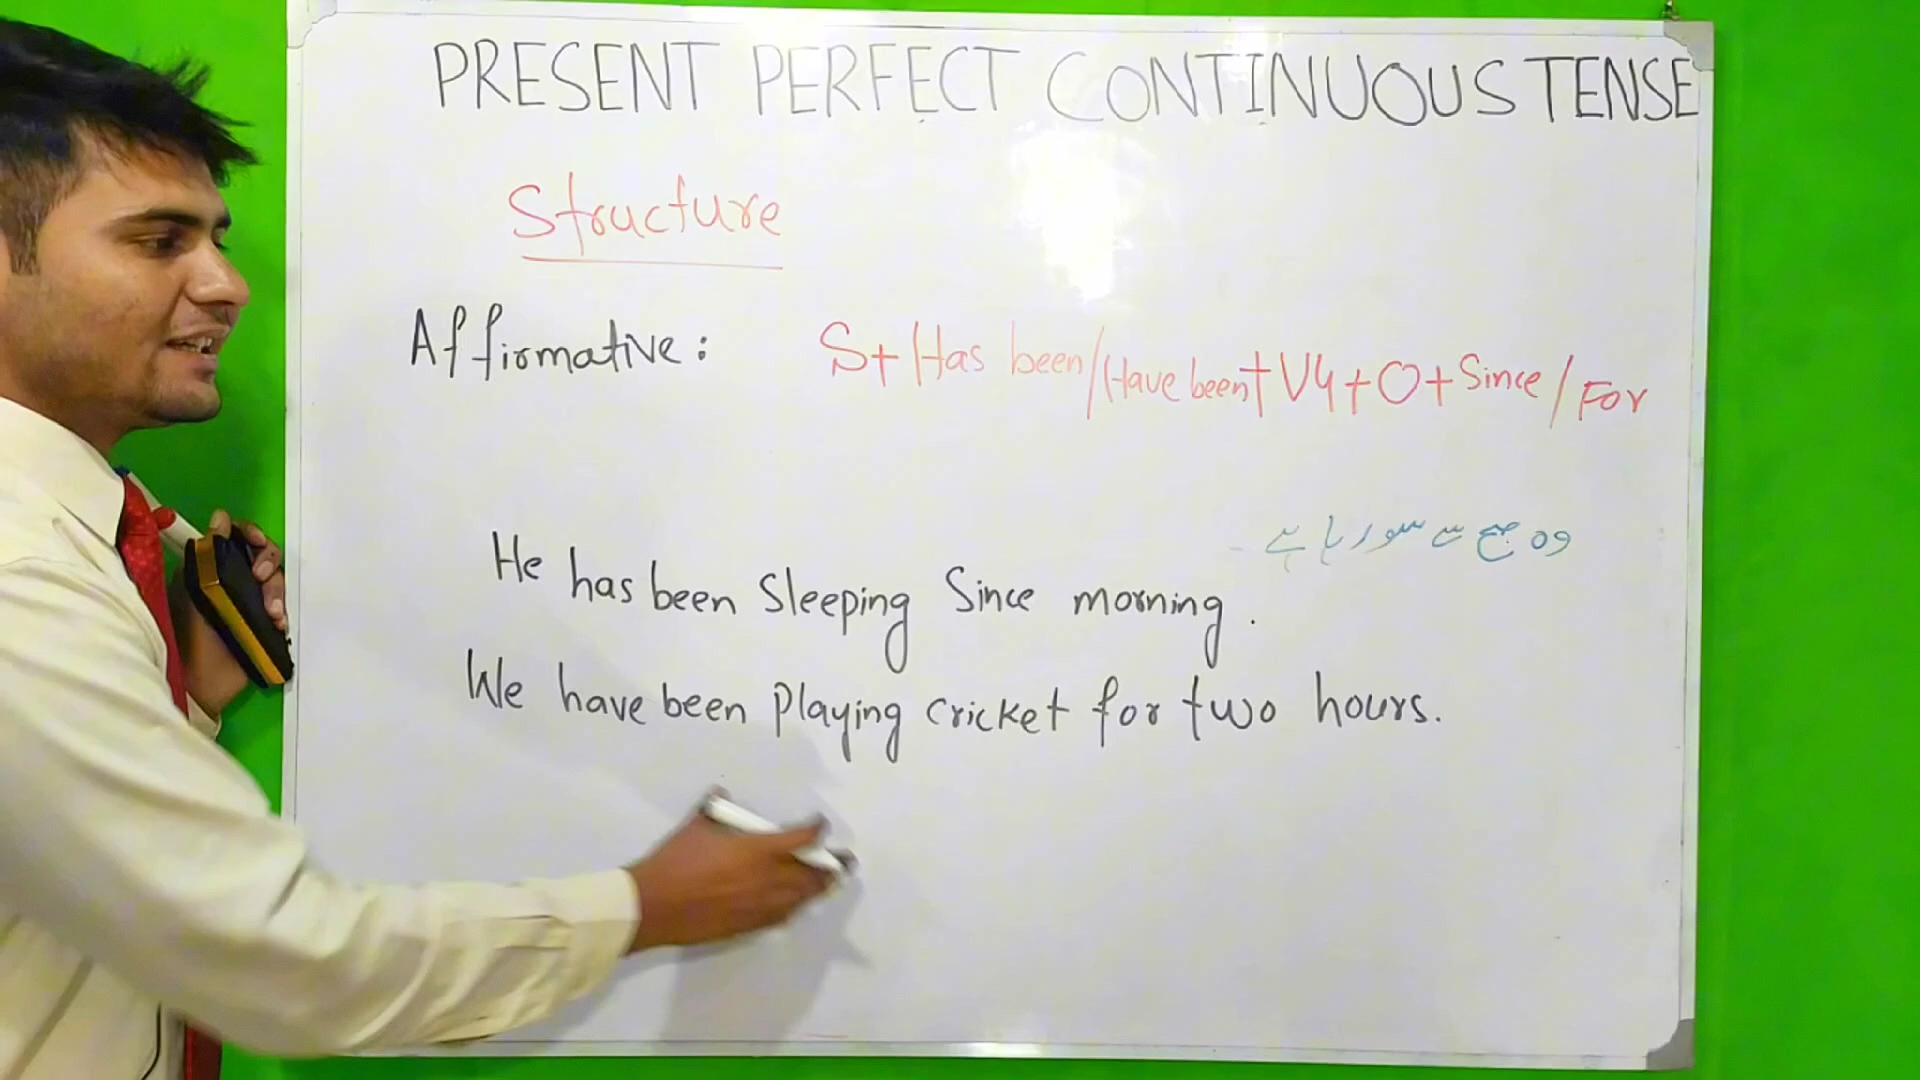 PRESENT PERFECT CONTINUOUS TENSE
Structure
Affirmative: S+Has been/Have been+V4+O+Since/For
وہ صبح سے سو رہا ہے
He has been Sleeping Since morning.
We have been Playing cricket for two hours.